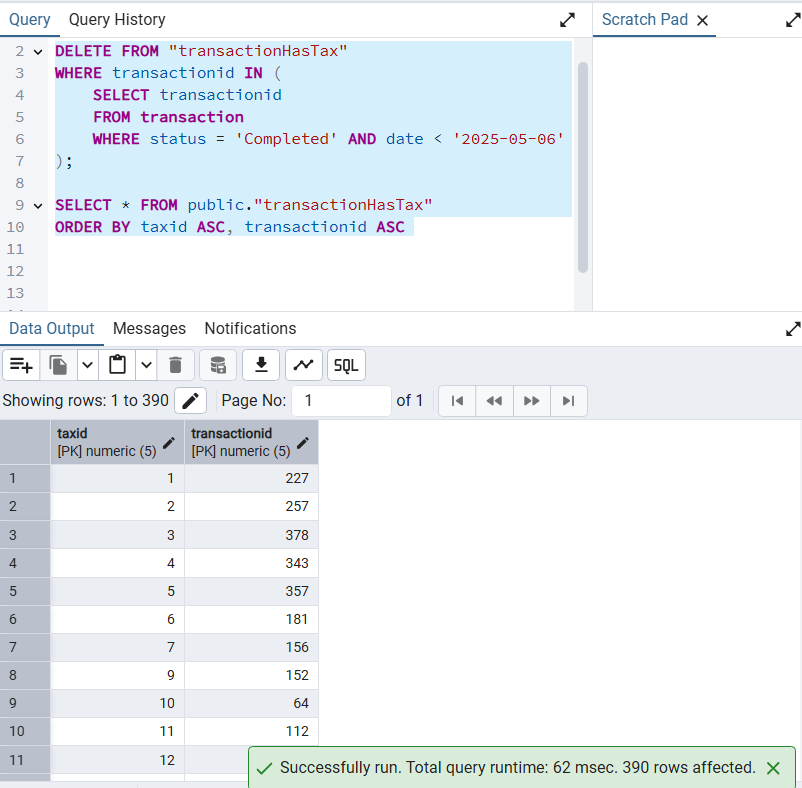 Query Query History Scratch Pad
2 DELETE FROM "transactionHasTax"
3 WHERE transactionid IN (
4 SELECT transactionid
5 FROM transaction
6 WHERE status = 'Completed' AND date < '2025-05-06'
7 );
8
9 SELECT * FROM public."transactionHasTax"
10 ORDER BY taxid ASC, transactionid ASC
11
12
13
Data Output Messages Notifications
SQL
Showing rows: 1 to 390 Page No: 1 of 1
taxid transactionid
[PK] numeric (5) [PK] numeric (5)
1 1 227
2 2 257
3 3 378
4 4 343
5 5 357
6 6 181
7 7 156
8 9 152
9 10 64
10 11 112
11 12
Successfully run. Total query runtime: 62 msec. 390 rows affected.